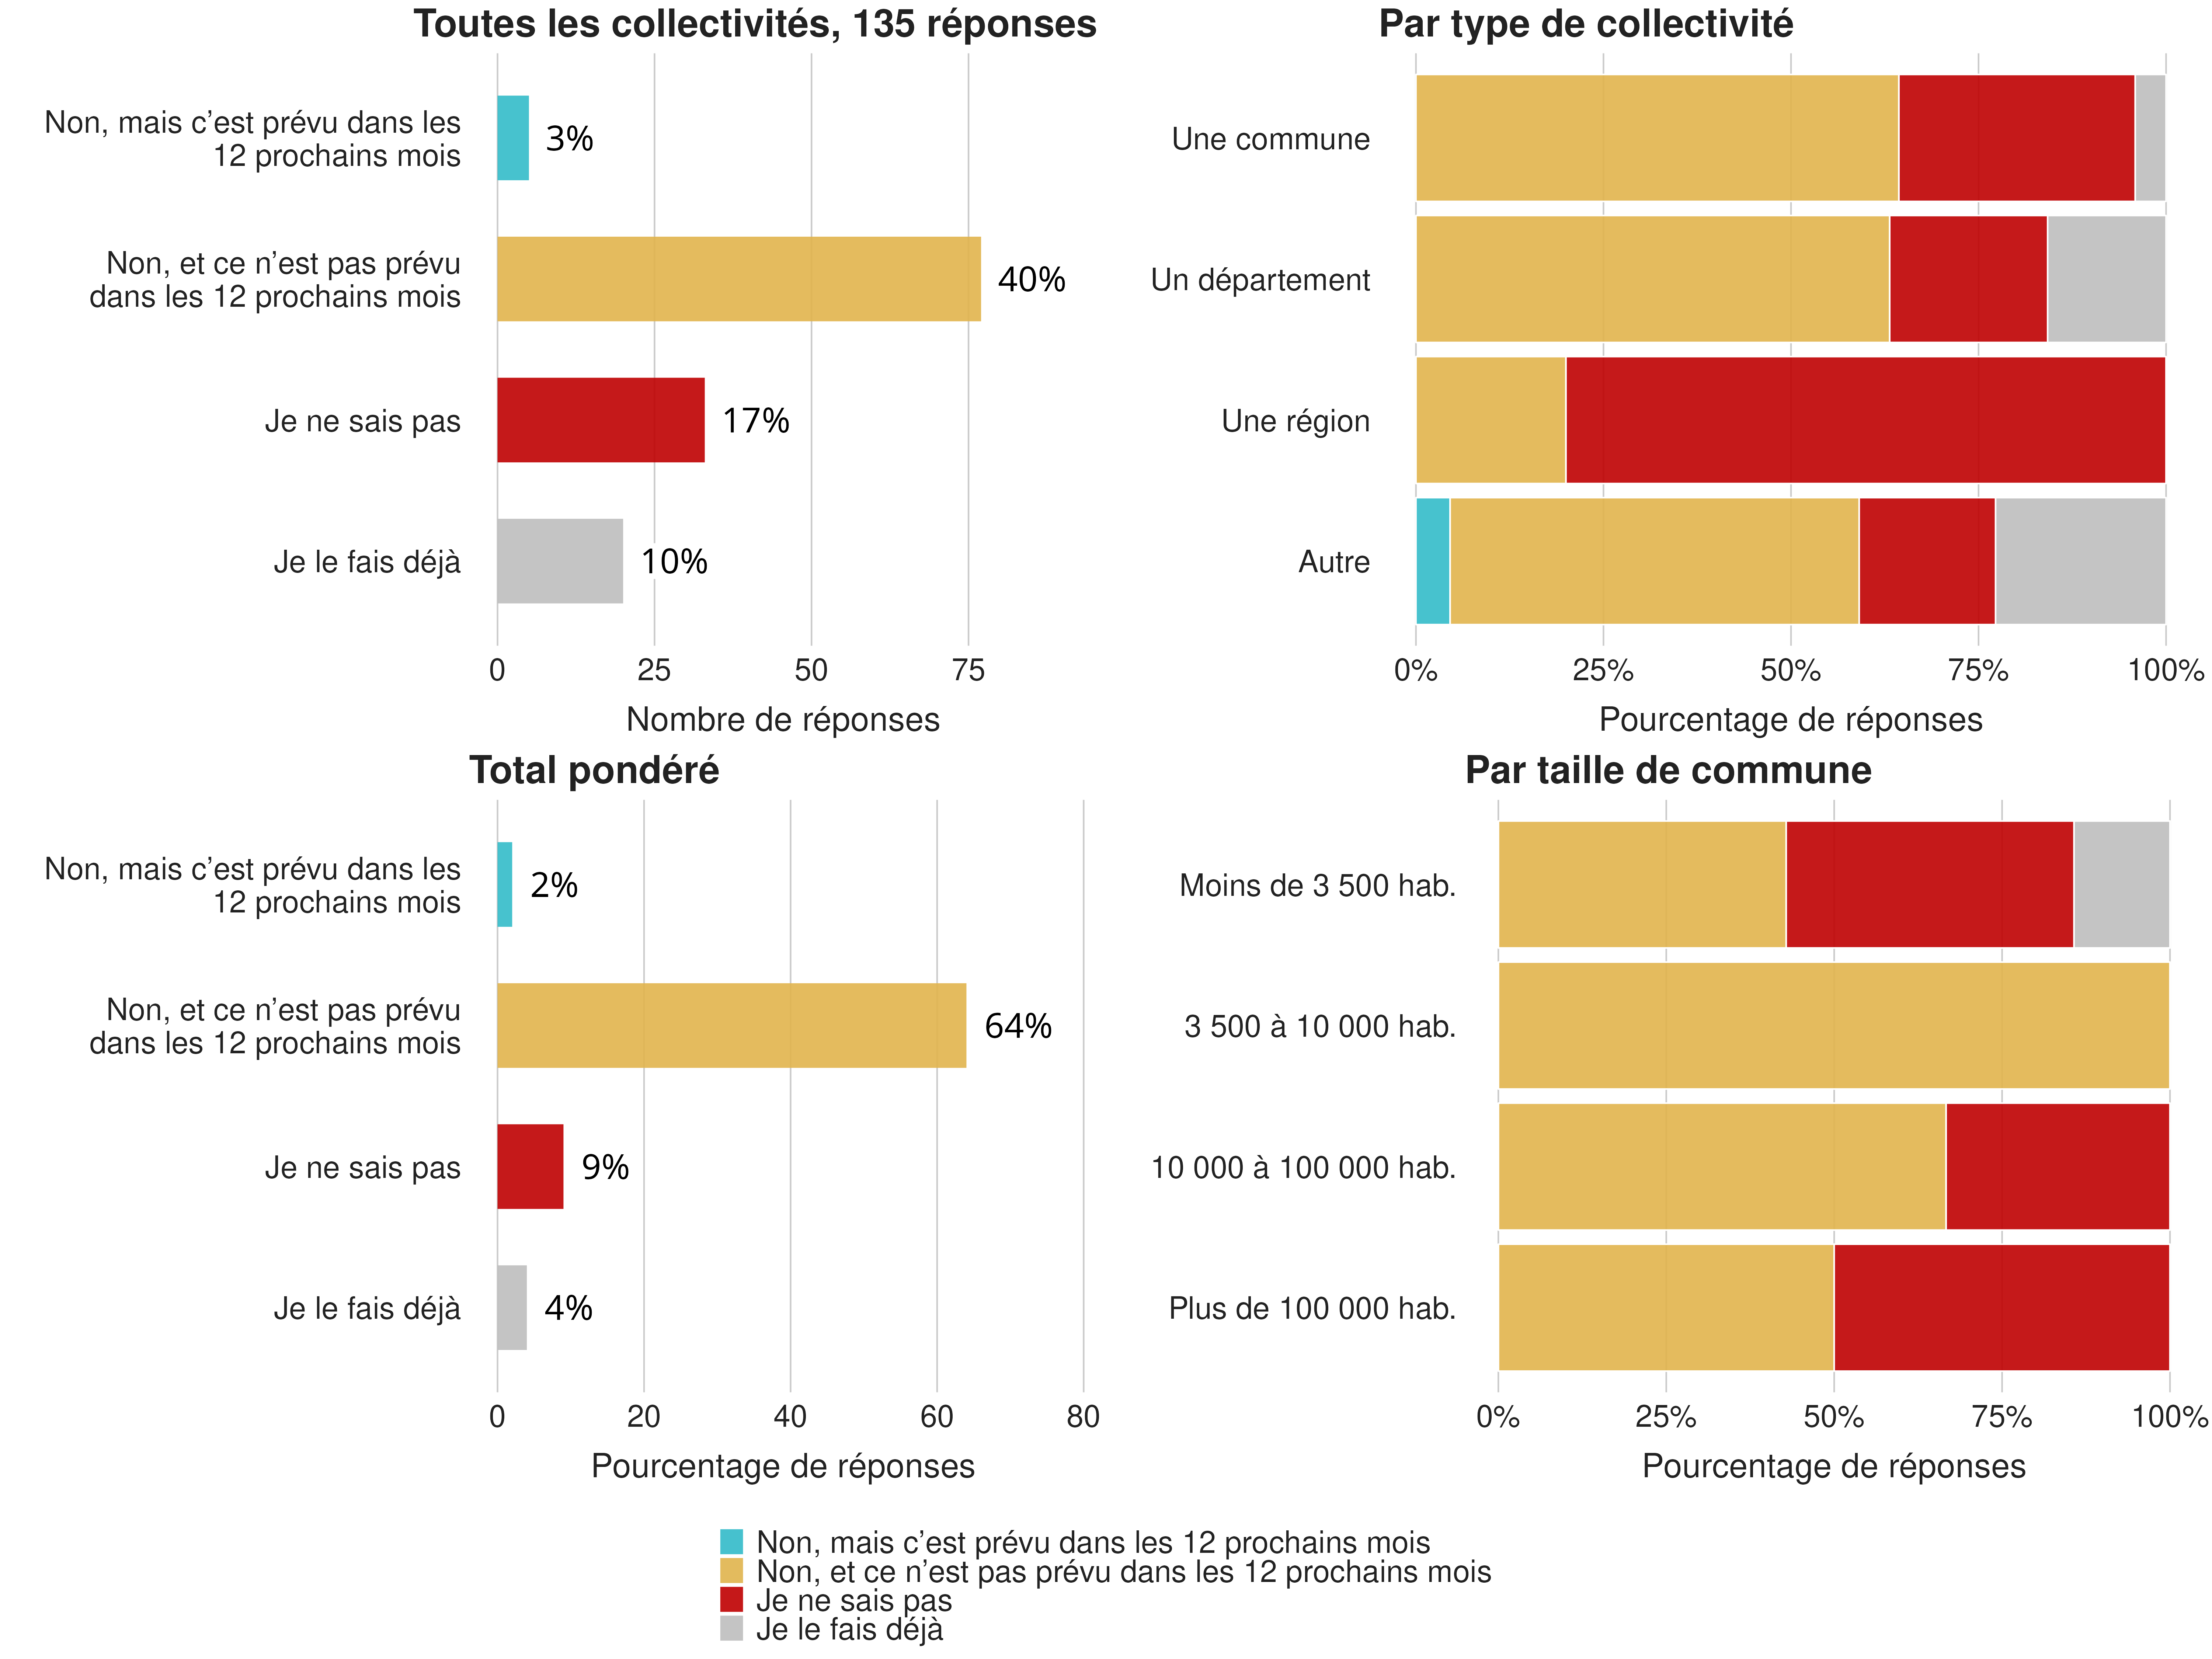 Toutes les collectivités, 135 réponses
Non, mais c’est prévu dans les
12 prochains mois
3%
Non, et ce n’est pas prévu
dans les 12 prochains mois
40%
Je ne sais pas
17%
Je le fais déjà
10%
0 25 50 75
Nombre de réponses
Par type de collectivité
Une commune
Un département
Une région
Autre
0% 25% 50% 75% 100%
Pourcentage de réponses
Total pondéré
Non, mais c’est prévu dans les
12 prochains mois
2%
Non, et ce n’est pas prévu
dans les 12 prochains mois
64%
Je ne sais pas
9%
Je le fais déjà
4%
0 20 40 60 80
Pourcentage de réponses
Par taille de commune
Moins de 3 500 hab.
3 500 à 10 000 hab.
10 000 à 100 000 hab.
Plus de 100 000 hab.
0% 25% 50% 75% 100%
Pourcentage de réponses
Non, mais c’est prévu dans les 12 prochains mois
Non, et ce n’est pas prévu dans les 12 prochains mois
Je ne sais pas
Je le fais déjà